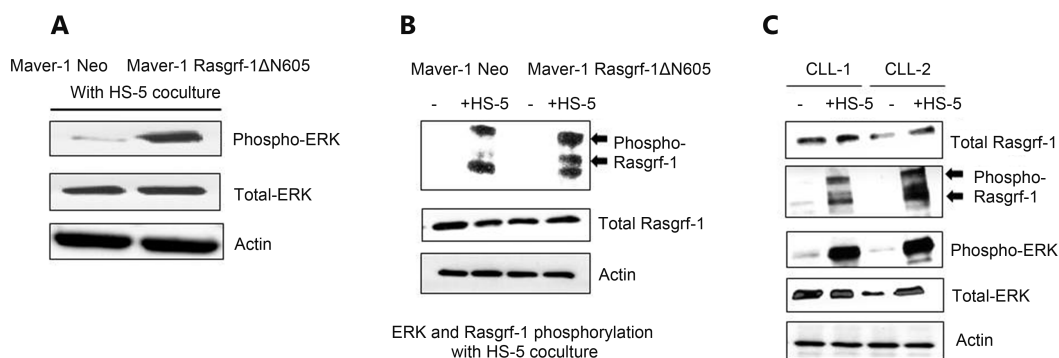 A
Maver-1 Neo Maver-1 Rasgrf-1ΔN605
With HS-5 coculture
Phospho-ERK
Total-ERK
Actin
B
Maver-1 Neo Maver-1 Rasgrf-1ΔN605
- +HS-5 - +HS-5
Phospho-
Rasgrf-1
Total Rasgrf-1
Actin
ERK and Rasgrf-1 phosphorylation
with HS-5 coculture
C
CLL-1 CLL-2
- +HS-5 - +HS-5
Total Rasgrf-1
Phospho-
Rasgrf-1
Phospho-ERK
Total-ERK
Actin